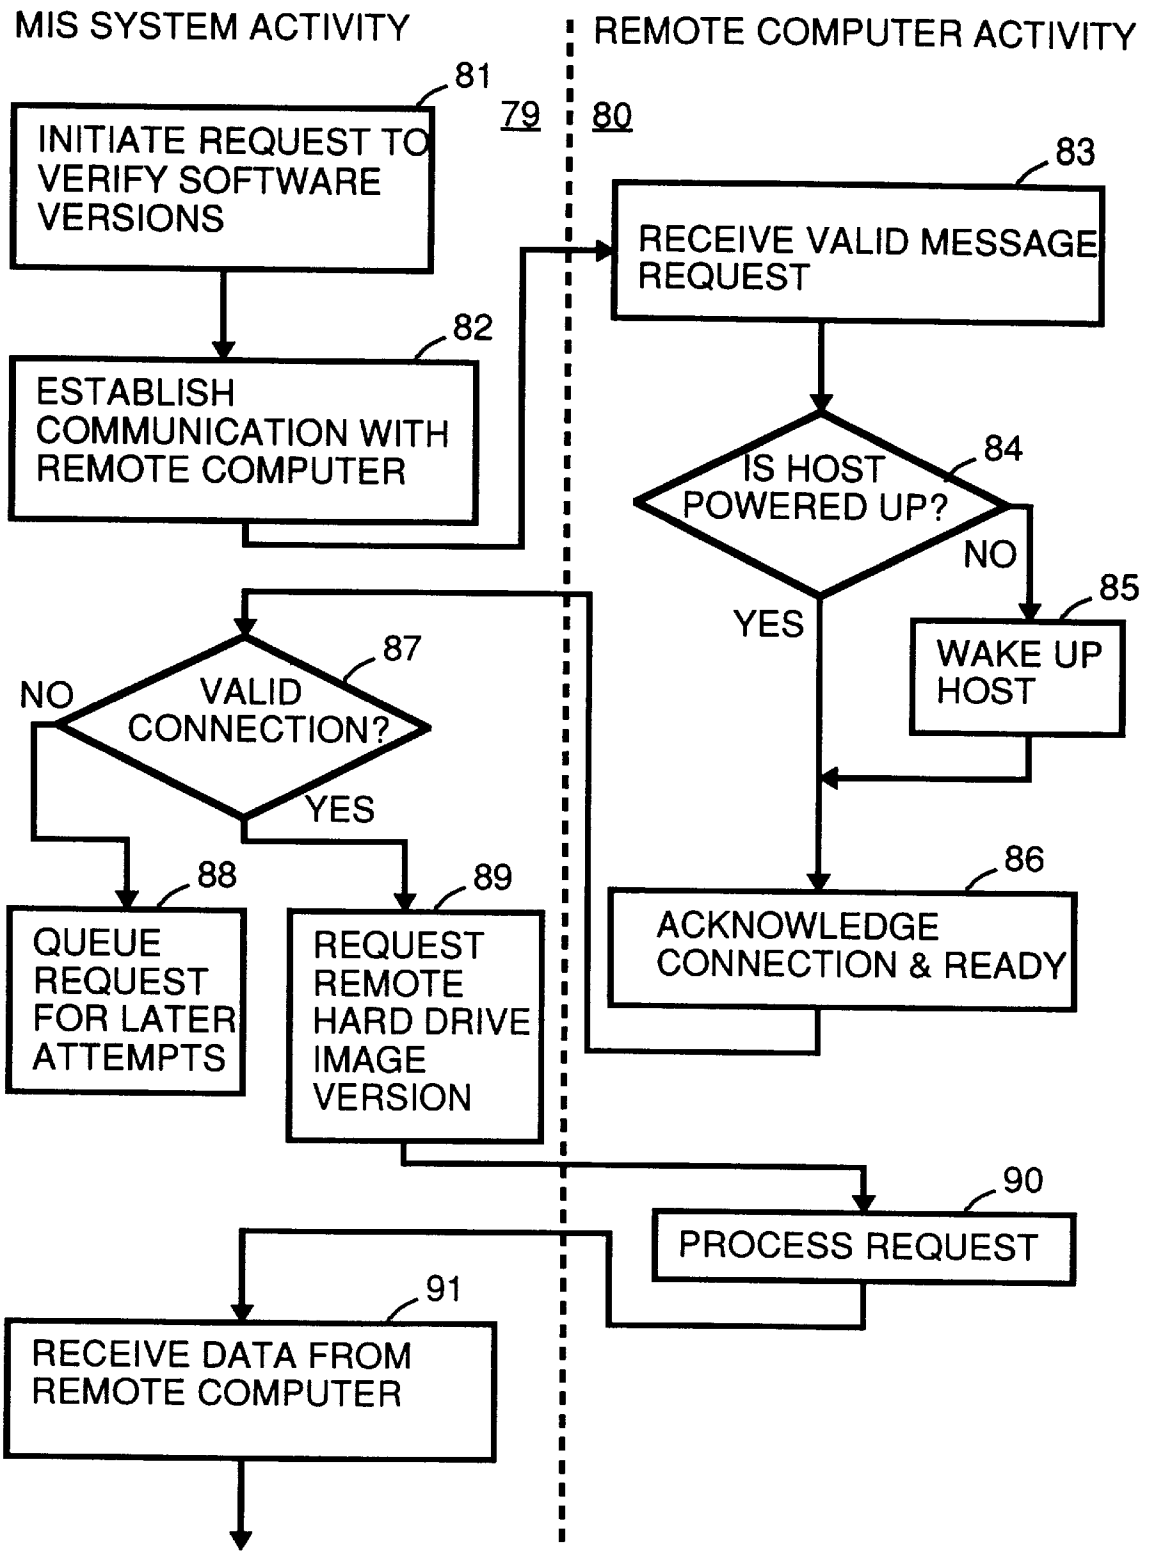 MIS SYSTEM ACTIVITY
REMOTE COMPUTER ACTIVITY
79
80
81
INITIATE REQUEST TO
VERIFY SOFTWARE
VERSIONS
83
RECEIVE VALID MESSAGE
REQUEST
82
ESTABLISH
COMMUNICATION WITH
REMOTE COMPUTER
84
IS HOST
POWERED UP?
NO
YES
85
WAKE UP
HOST
87
VALID
CONNECTION?
NO
YES
86
ACKNOWLEDGE
CONNECTION & READY
88
QUEUE
REQUEST
FOR LATER
ATTEMPTS
89
REQUEST
REMOTE
HARD DRIVE
IMAGE
VERSION
90
PROCESS REQUEST
91
RECEIVE DATA FROM
REMOTE COMPUTER